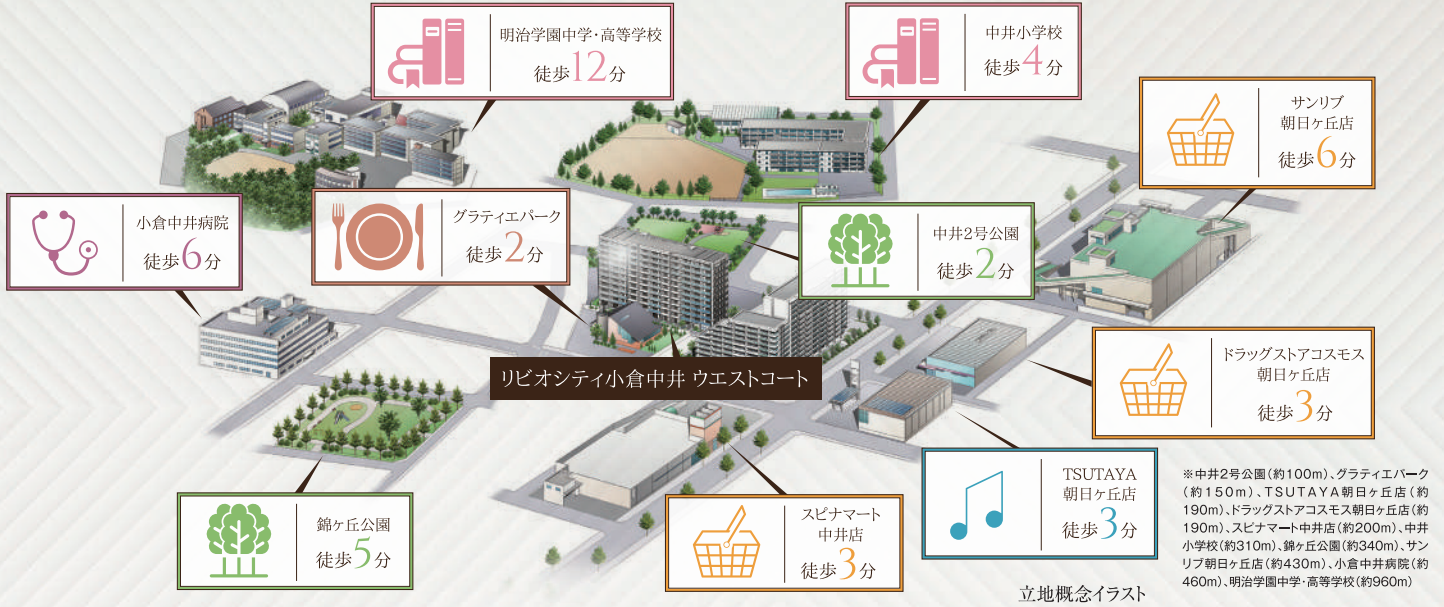 明治学園中学・高等学校
徒歩12分
中井小学校
徒歩4分
サンリブ
朝日ヶ丘店
徒歩6分
小倉中井病院
徒歩6分
グラティエパーク
徒歩2分
中井2号公園
徒歩2分
ドラッグストアコスモス
朝日ヶ丘店
徒歩3分
リビオシティ小倉中井 ウエストコート
錦ヶ丘公園
徒歩5分
スピナマート
中井店
徒歩3分
TSUTAYA
朝日ヶ丘店
徒歩3分
※中井2号公園(約100m)、グラティエパーク
(約150m)、TSUTAYA朝日ヶ丘店(約
190m)、ドラッグストアコスモス朝日ヶ丘店(約
190m)、スピナマート中井店(約200m)、中井
小学校(約310m)、錦ヶ丘公園(約340m)、サン
リブ朝日ヶ丘店(約430m)、小倉中井病院(約
460m)、明治学園中学・高等学校(約960m)
立地概念イラスト